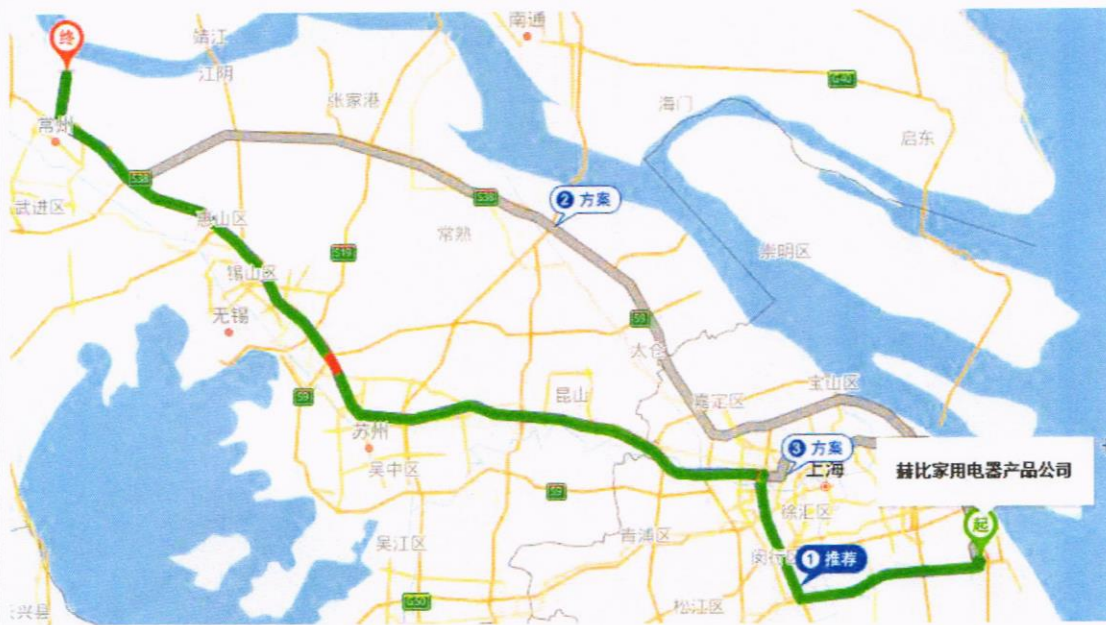 南通
终
靖江
江阴
G40
张家港
海门
常州
启东
S38
2 方案
S38
武进区
惠山区
常熟
S19
崇明区
锡山区
无锡
S9
太仓
宝山区
昆山
嘉定区
S9
苏州
3 方案
上海
赫比家用电器产品公司
吴中区
S9
徐汇区
起
青浦区
吴江区
闵行区
1 推荐
G50
松江区
兴县